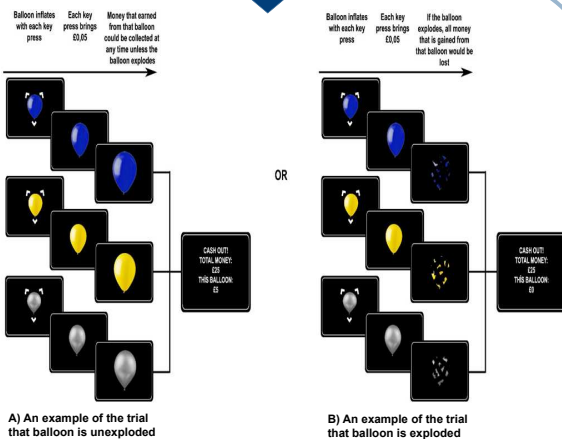 Balloon inflates
with each key
press
Each key
press brings
£0,05
Money that earned
from that balloon
could be collected at
any time unless the
balloon explodes
CASH OUT!
TOTAL MONEY:
£25
THİS BALLOON:
£5
A) An example of the trial
that balloon is unexploded
OR
Balloon inflates
with each key
press
Each key
press brings
£0,05
If the balloon
explodes, all money
that is gained from
that balloon would be
lost
CASH OUT!
TOTAL MONEY:
£25
THİS BALLOON:
£0
B) An example of the trial
that balloon is exploded